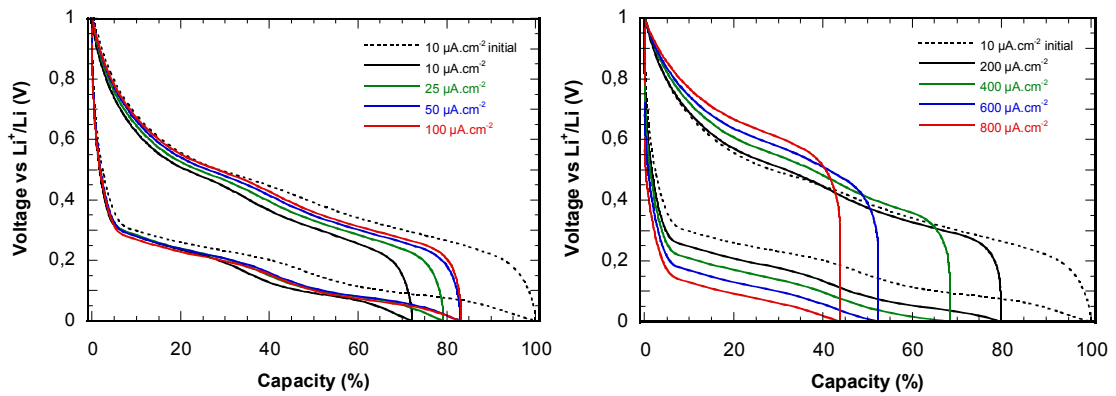 1
0,8
0,6
0,4
0,2
0
Voltage vs Li⁺/Li (V)
0 20 40 60 80 100
Capacity (%)
10 µA.cm⁻² initial
10 µA.cm⁻²
25 µA.cm⁻²
50 µA.cm⁻²
100 µA.cm⁻²
1
0,8
0,6
0,4
0,2
0
Voltage vs Li⁺/Li (V)
0 20 40 60 80 100
Capacity (%)
10 µA.cm⁻² initial
200 µA.cm⁻²
400 µA.cm⁻²
600 µA.cm⁻²
800 µA.cm⁻²